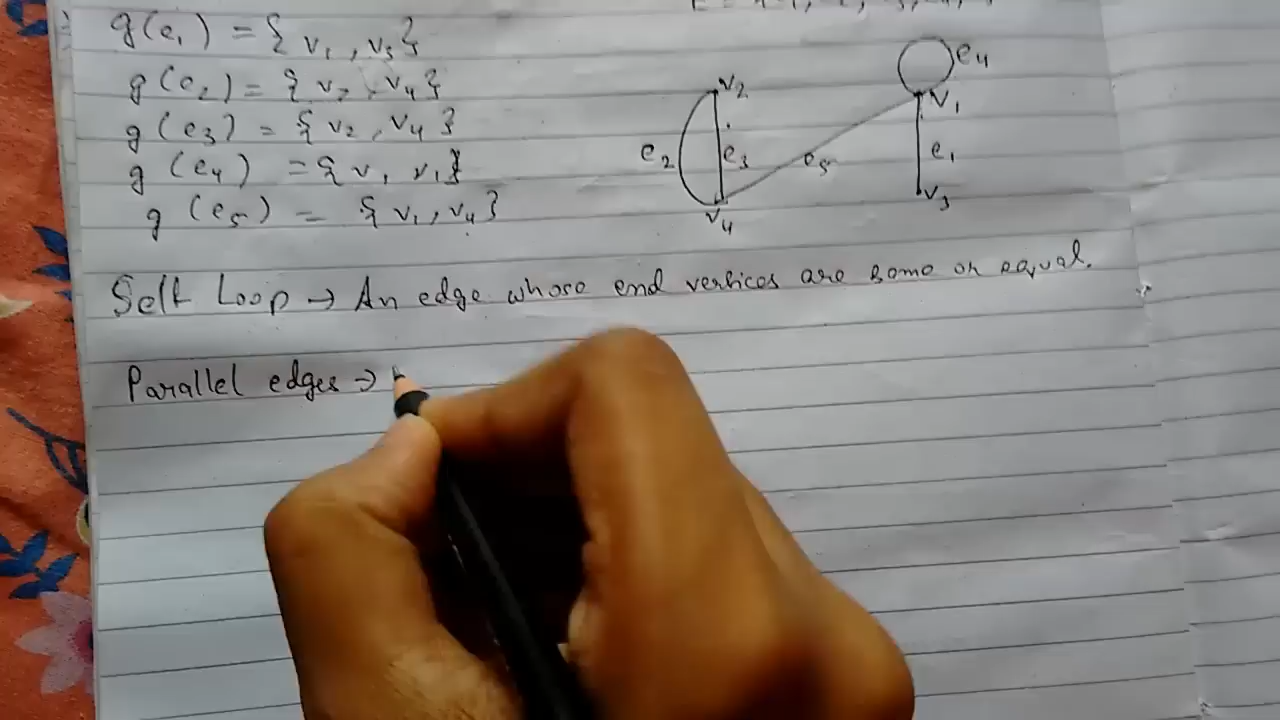 g(e1) = { v1, v3}
g(e2) = { v2, v4 }
g(e3) = { v2, v4 }
g(e4) = { v1 v1}
g(e5) = { v1, v4 }
v2
e2
e3
v4
e5
e4
v1
e1
v3
Self Loop → An edge whose end vertices are same or equal.
Parallel edges →